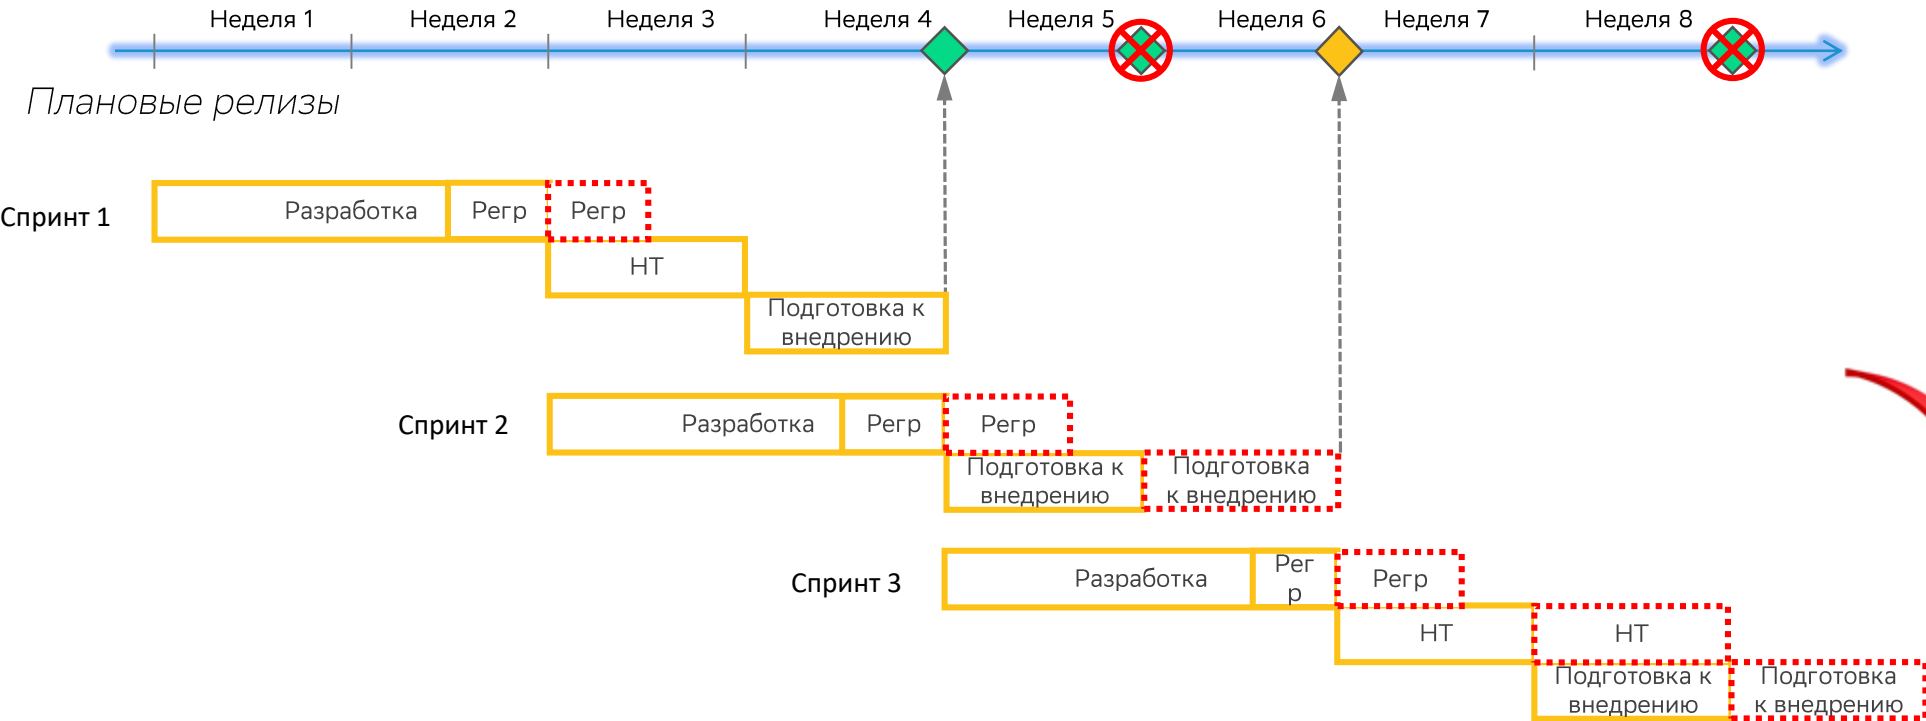 Неделя 1 Неделя 2 Неделя 3 Неделя 4 Неделя 5 Неделя 6 Неделя 7 Неделя 8
Плановые релизы
Спринт 1
Разработка
Регр
Регр
НТ
Подготовка к
внедрению
Спринт 2
Разработка
Регр
Регр
Подготовка к
внедрению
Подготовка
к внедрению
Спринт 3
Разработка
Рег
р
Регр
НТ
НТ
Подготовка к
внедрению
Подготовка
к внедрению